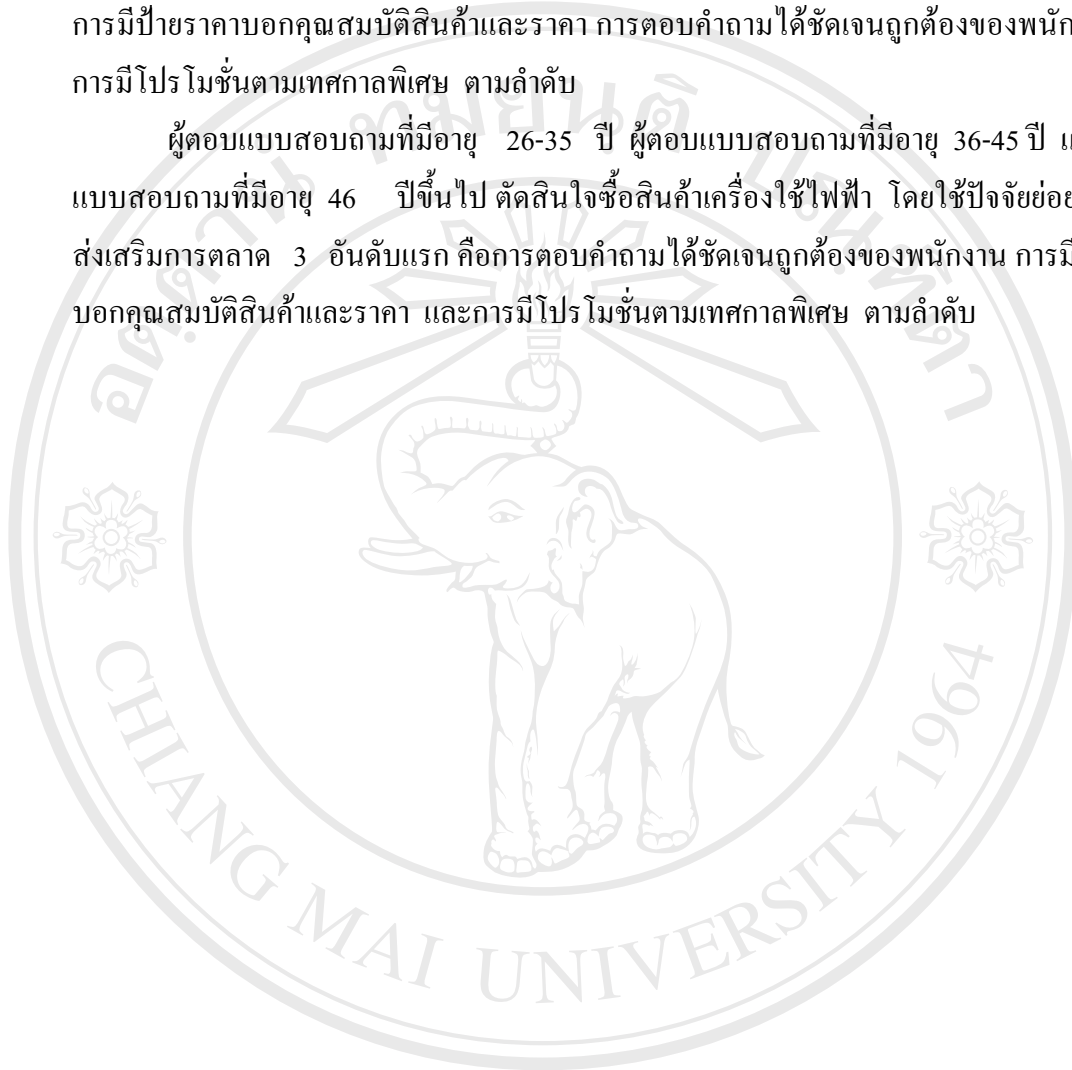 การมีป้ายราคาบอกคุณสมบัติสินค้าและราคา การตอบคำถามได้ชัดเจนถูกต้องของพนัก
การมีโปรโมชั่นตามเทศกาลพิเศษ ตามลำดับ
ผู้ตอบแบบสอบถามที่มีอายุ 26-35 ปี ผู้ตอบแบบสอบถามที่มีอายุ 36-45 ปี แ
แบบสอบถามที่มีอายุ 46 ปีขึ้นไป ตัดสินใจซื้อสินค้าเครื่องใช้ไฟฟ้า โดยใช้ปัจจัยย่อย
ส่งเสริมการตลาด 3 อันดับแรก คือการตอบคำถามได้ชัดเจนถูกต้องของพนักงาน การมี
บอกคุณสมบัติสินค้าและราคา และการมีโปรโมชั่นตามเทศกาลพิเศษ ตามลำดับ
อตฺตานํ ทมยนฺติ ปณฺฑิตา
CHIANG MAI UNIVERSITY 1964